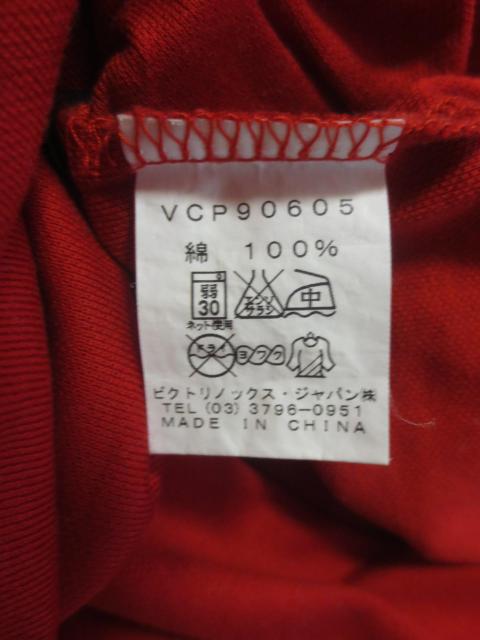 VCP90605
綿 100%
弱
30
ネット使用
エンソ
サラシ
中
ドライ
ヨワク
ビクトリノックス・ジャパン㈱
TEL (03) 3796-0951
MADE IN CHINA